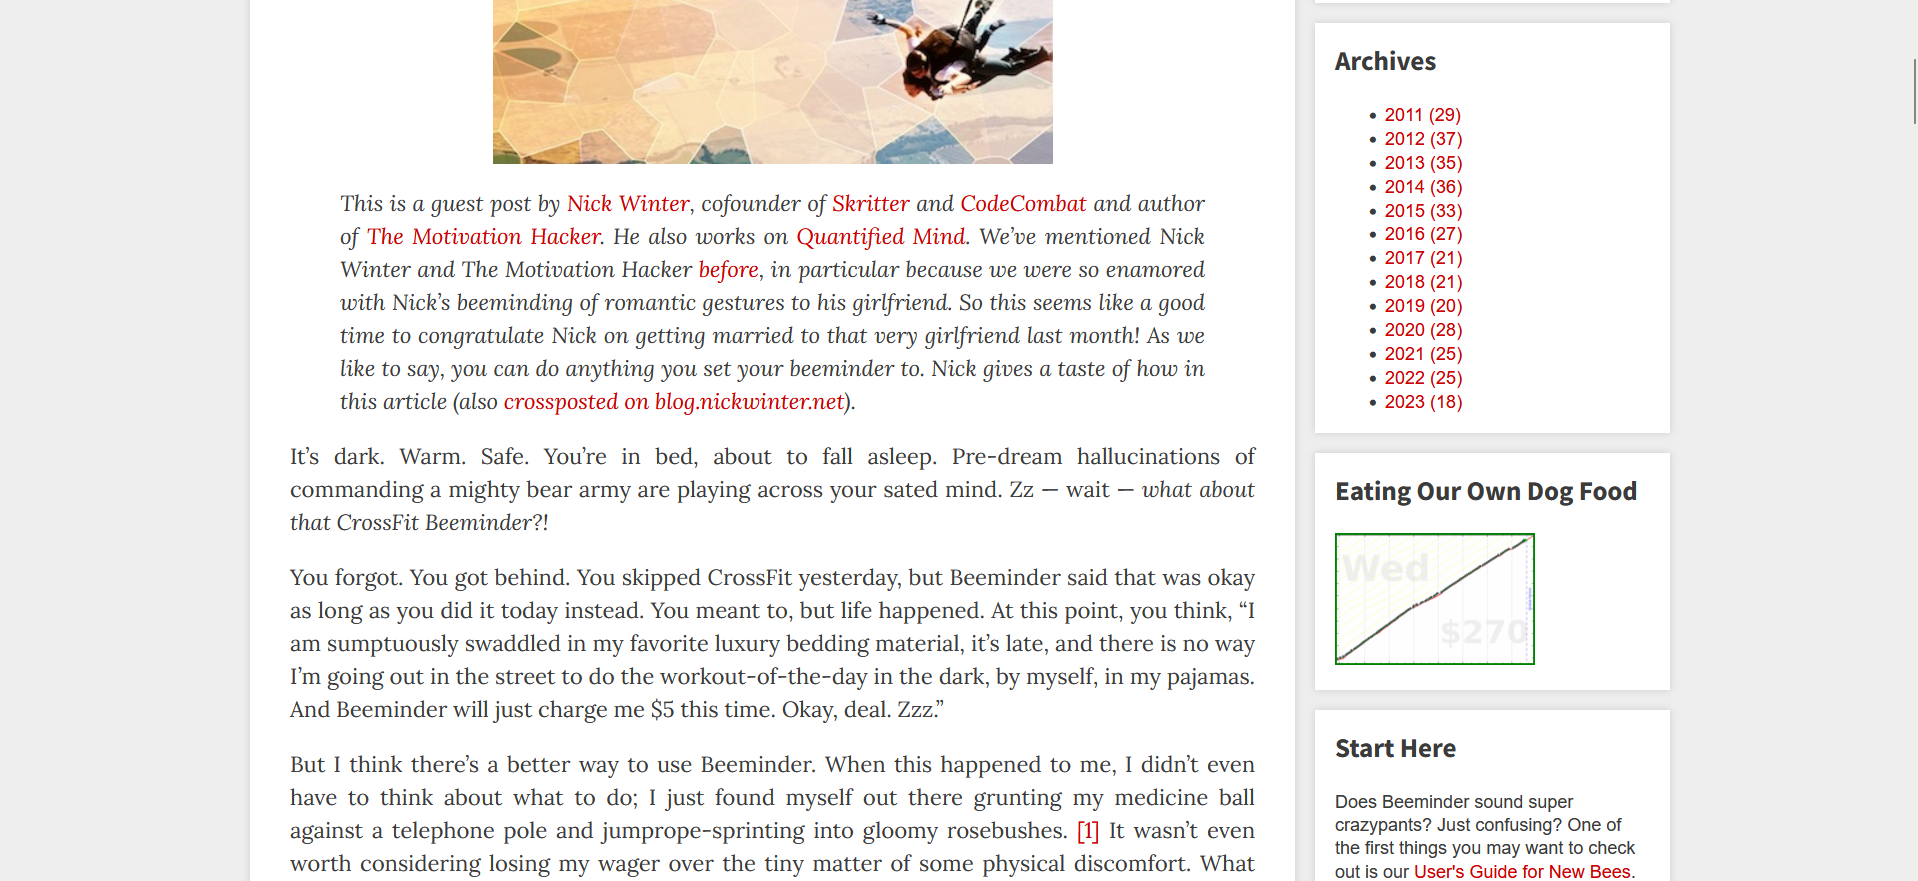 This is a guest post by Nick Winter, cofounder of Skritter and CodeCombat and author
of The Motivation Hacker. He also works on Quantified Mind. We’ve mentioned Nick
Winter and The Motivation Hacker before, in particular because we were so enamored
with Nick’s beeminding of romantic gestures to his girlfriend. So this seems like a good
time to congratulate Nick on getting married to that very girlfriend last month! As we
like to say, you can do anything you set your beeminder to. Nick gives a taste of how in
this article (also crossposted on blog.nickwinter.net).
It’s dark. Warm. Safe. You’re in bed, about to fall asleep. Pre-dream hallucinations of
commanding a mighty bear army are playing across your sated mind. Zz — wait — what about
that CrossFit Beeminder?!
You forgot. You got behind. You skipped CrossFit yesterday, but Beeminder said that was okay
as long as you did it today instead. You meant to, but life happened. At this point, you think, “I
am sumptuously swaddled in my favorite luxury bedding material, it’s late, and there is no way
I’m going out in the street to do the workout-of-the-day in the dark, by myself, in my pajamas.
And Beeminder will just charge me $5 this time. Okay, deal. Zzz.”
But I think there’s a better way to use Beeminder. When this happened to me, I didn’t even
have to think about what to do; I just found myself out there grunting my medicine ball
against a telephone pole and jumprope-sprinting into gloomy rosebushes. [1] It wasn’t even
worth considering losing my wager over the tiny matter of some physical discomfort. What
Archives
2011 (29)
2012 (37)
2013 (35)
2014 (36)
2015 (33)
2016 (27)
2017 (21)
2018 (21)
2019 (20)
2020 (28)
2021 (25)
2022 (25)
2023 (18)
Eating Our Own Dog Food
Wed
$270
Start Here
Does Beeminder sound super
crazypants? Just confusing? One of
the first things you may want to check
out is our User's Guide for New Bees.